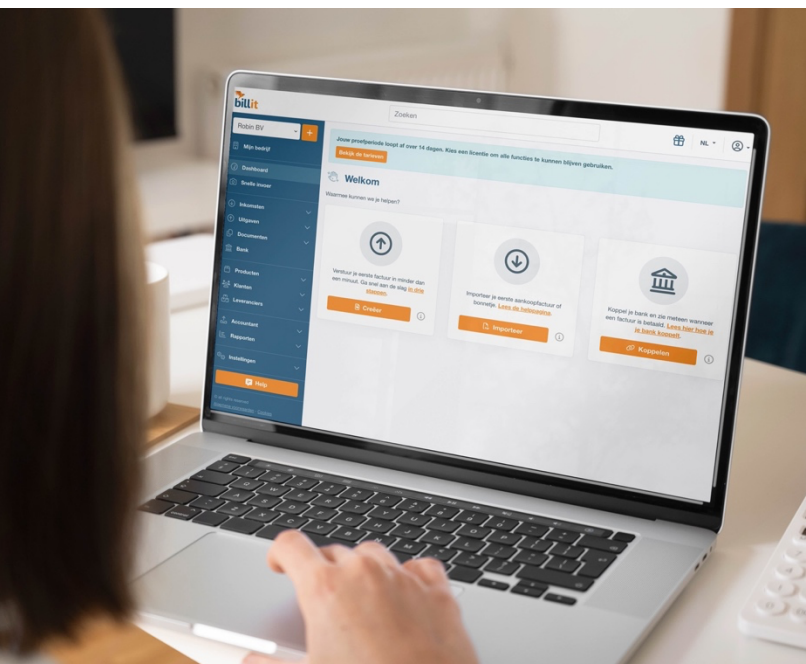 billit
Zoeken
NL
Robin BV
+
Mijn bedrijf
Dashboard
Snelle invoer
Inkomsten
Uitgaven
Documenten
Bank
Producten
Klanten
Leveranciers
Accountant
Rapporten
Instellingen
Help
Jouw proefperiode loopt af over 14 dagen. Kies een licentie om alle functies te kunnen blijven gebruiken.
Bekijk de tarieven
Welkom
Waarmee kunnen we je helpen?
Verstuur je eerste factuur in minder dan
een minuut. Ga snel aan de slag in drie
stappen.
Creëer
Importeer je eerste aankoopfactuur of
bonnetje. Lees de helppagina.
Importeer
Koppel je bank en zie meteen wanneer
een factuur is betaald. Lees hier hoe je
je bank koppelt.
Koppelen